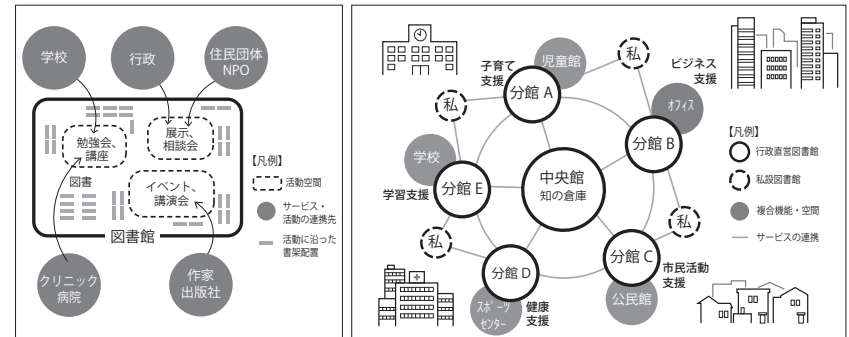 学校
行政
住民団体
NPO
勉強会、
講座
展示、
相談会
図書
イベント、
講演会
図書館
クリニック
病院
作家
出版社
【凡例】
活動空間
サービス・
活動の連携先
活動に沿った
書架配置
子育て
支援
児童館
分館 A
私
ビジネス
支援
オフィス
分館 B
私
学校
分館 E
学習支援
中央館
知の倉庫
私
私
分館 D
スポーツ
センター
健康
支援
分館 C
公民館
市民活動
支援
【凡例】
行政直営図書館
私設図書館
複合機能・空間
サービスの連携